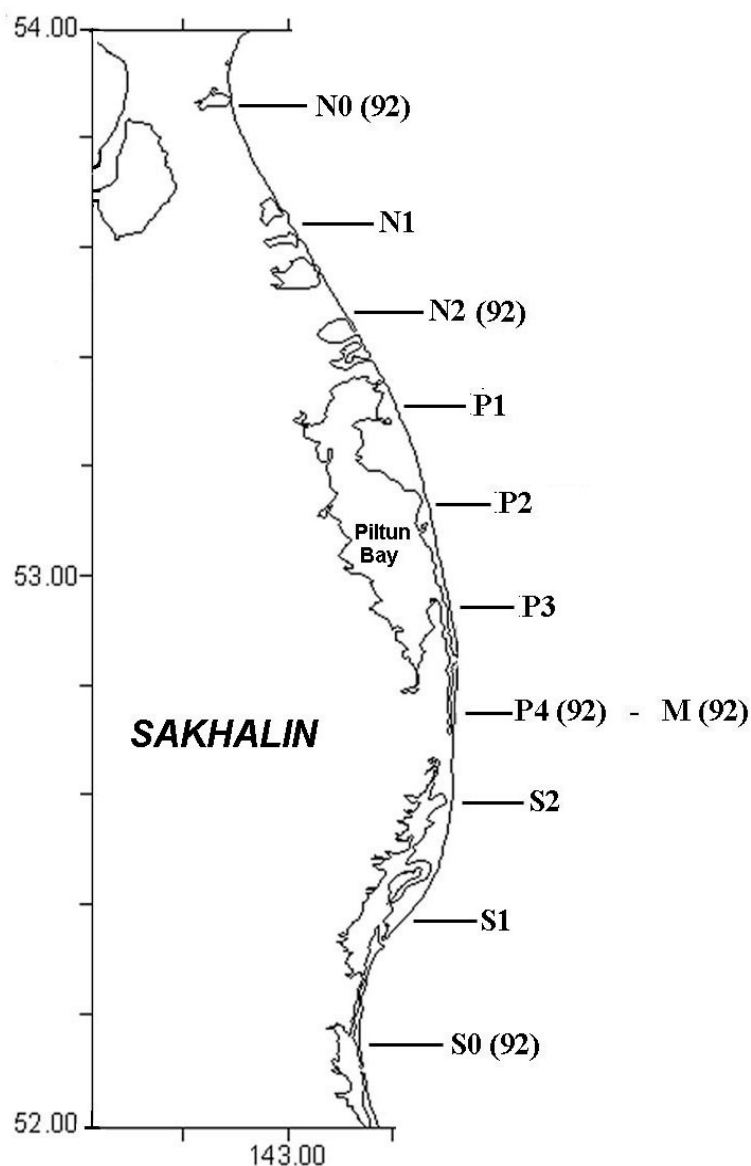 54.00
N0 (92)
N1
N2 (92)
P1
P2
Piltun
Bay
53.00
P3
P4 (92) - M (92)
SAKHALIN
S2
S1
S0 (92)
52.00
143.00